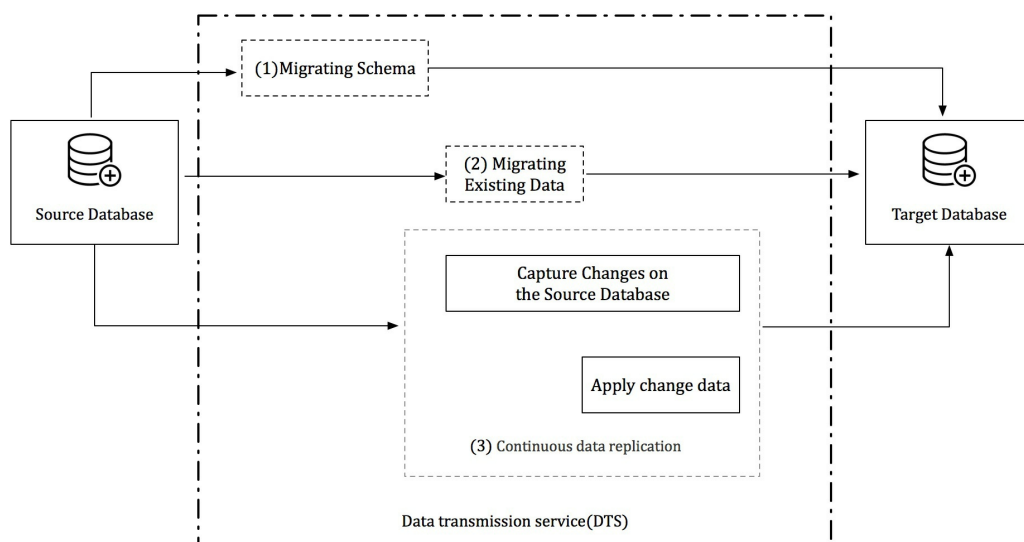 (1)Migrating Schema
(2) Migrating
Existing Data
Source Database
Target Database
Capture Changes on
the Source Database
Apply change data
(3) Continuous data replication
Data transmission service(DTS)